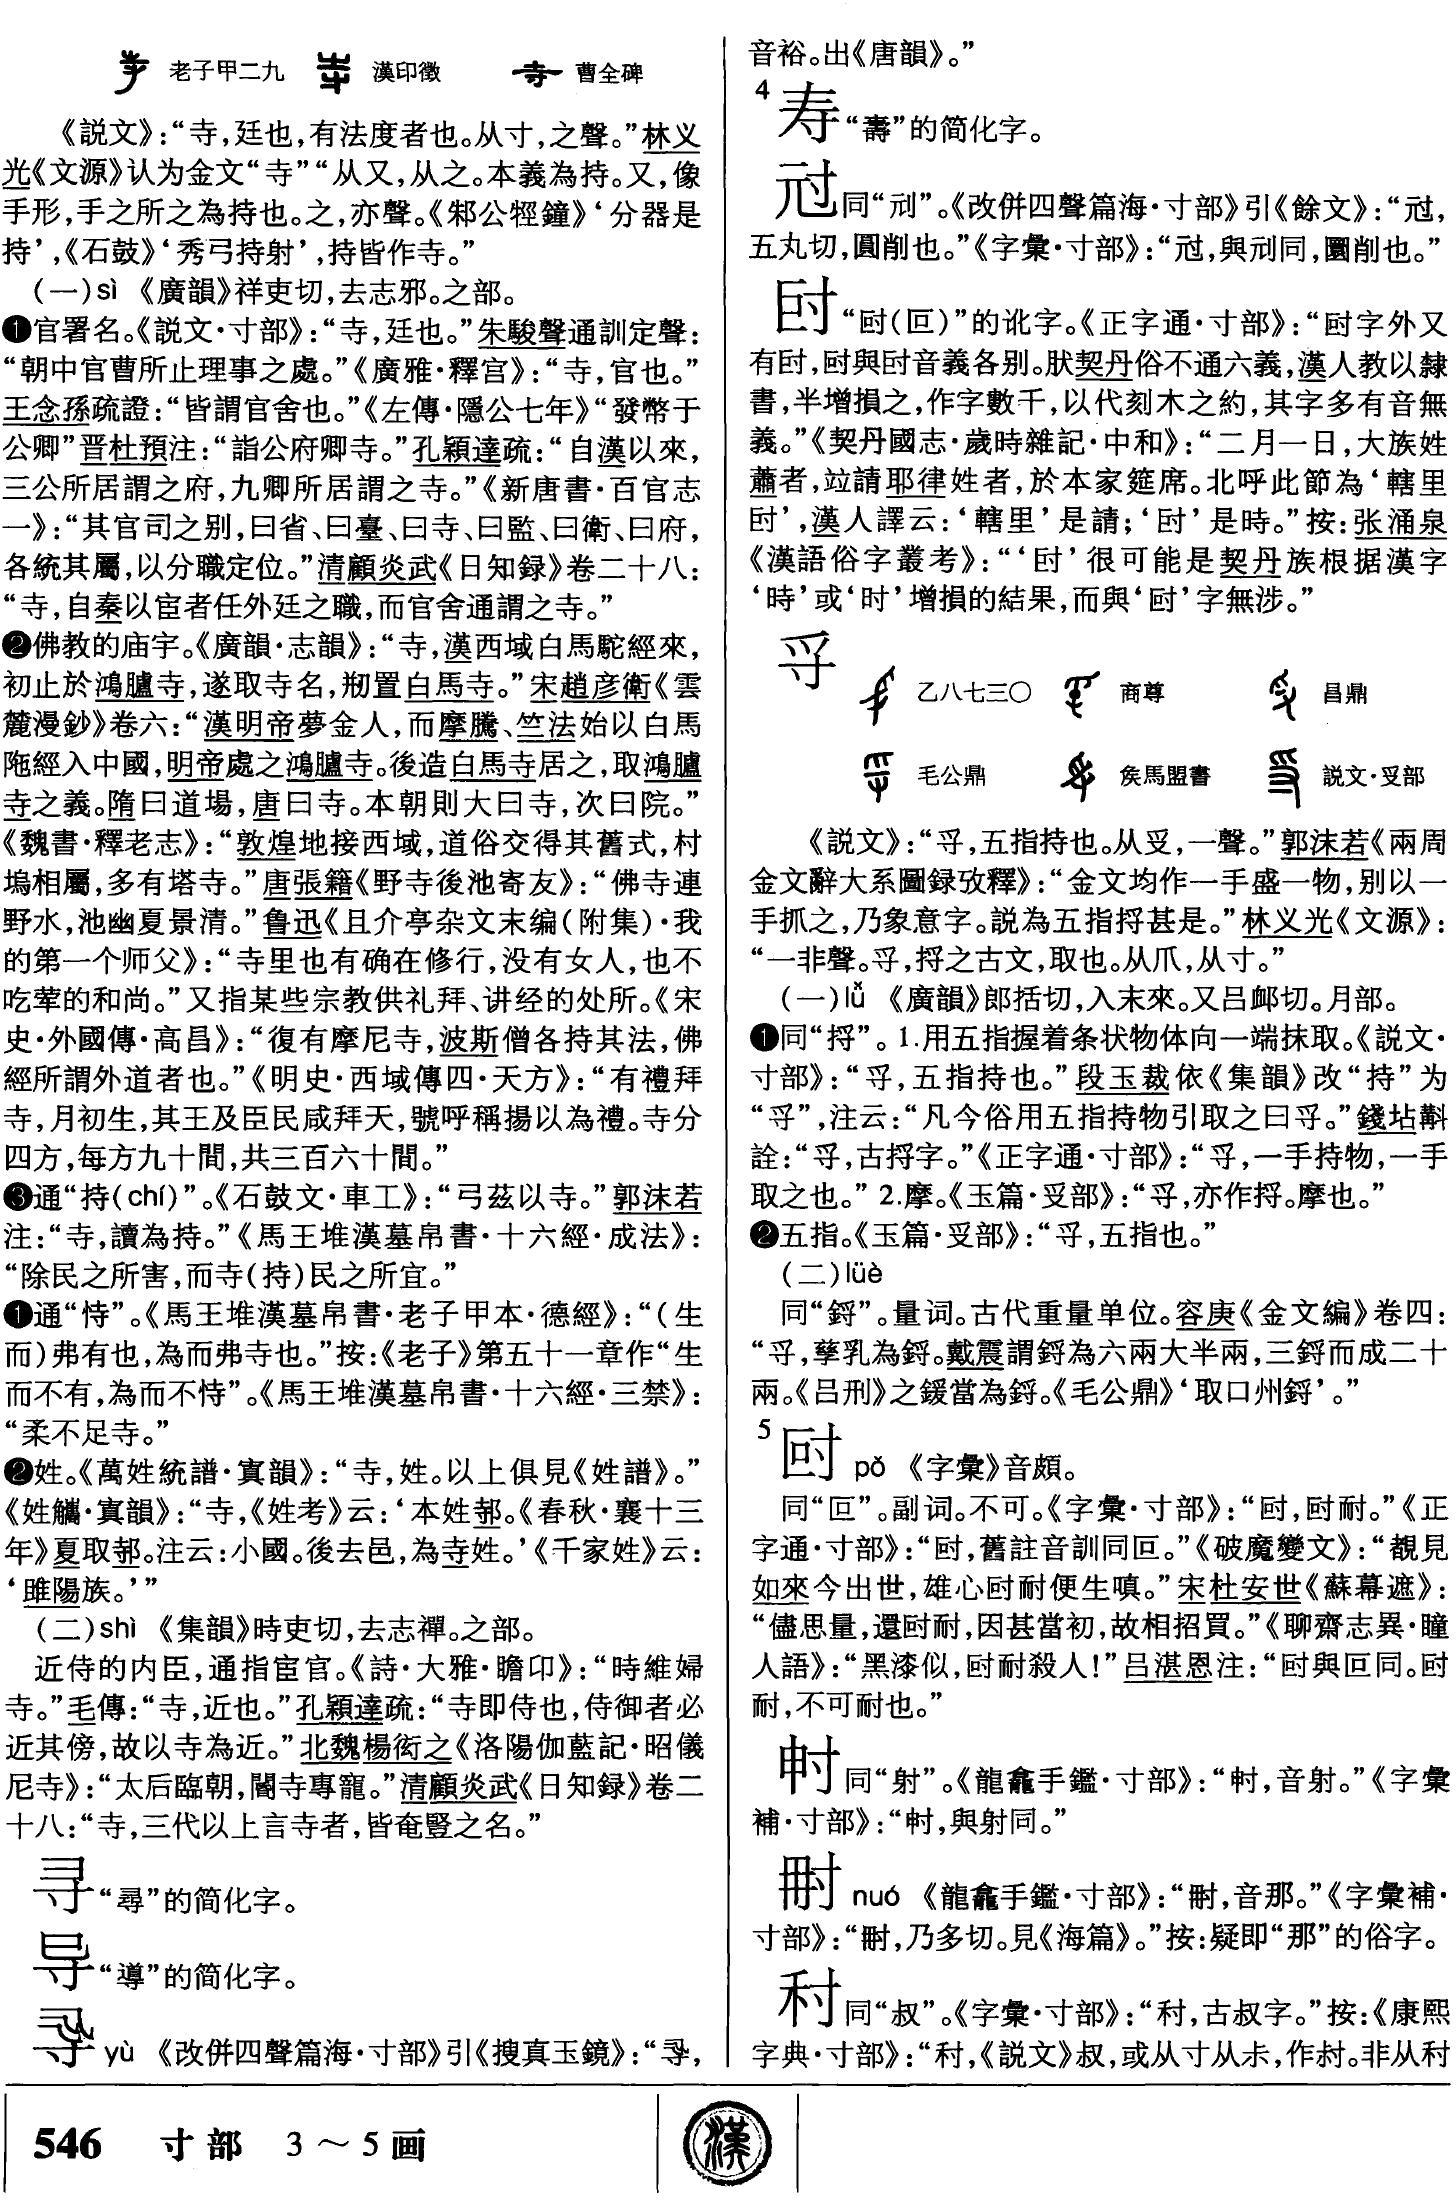 老子甲二九 漢印徵 曹全碑
《説文》：“寺，廷也，有法度者也。从寸，之聲。”林义
光《文源》认为金文“寺”“从又，从之。本義為持。又，像
手形，手之所之為持也。之，亦聲。《邾公牼鐘》‘分器是
持’，《石鼓》‘秀弓持射’，持皆作寺。”
（一）sì 《廣韻》祥吏切，去志邪。之部。
❶官署名。《説文·寸部》：“寺，廷也。”朱駿聲通訓定聲：
“朝中官曹所止理事之處。”《廣雅·釋宫》：“寺，官也。”
王念孫疏證：“皆謂官舍也。”《左傳·隱公七年》“發幣于
公卿”晋杜預注：“詣公府卿寺。”孔穎達疏：“自漢以來，
三公所居謂之府，九卿所居謂之寺。”《新唐書·百官志
一》：“其官司之别，曰省、曰臺、曰寺、曰監、曰衛、曰府，
各統其屬，以分職定位。”清顧炎武《日知録》卷二十八：
“寺，自秦以宦者任外廷之職，而官舍通謂之寺。”
❷佛教的庙宇。《廣韻·志韻》：“寺，漢西域白馬駝經來，
初止於鴻臚寺，遂取寺名，剏置白馬寺。”宋趙彦衛《雲
麓漫鈔》卷六：“漢明帝夢金人，而摩騰、竺法始以白馬
陁經入中國，明帝處之鴻臚寺。後造白馬寺居之，取鴻臚
寺之義。隋曰道場，唐曰寺。本朝則大曰寺，次曰院。”
《魏書·釋老志》：“敦煌地接西域，道俗交得其舊式，村
塢相屬，多有塔寺。”唐張籍《野寺後池寄友》：“佛寺連
野水，池幽夏景清。”鲁迅《且介亭杂文末编（附集）·我
的第一个师父》：“寺里也有确在修行，没有女人，也不
吃荤的和尚。”又指某些宗教供礼拜、讲经的处所。《宋
史·外國傳·高昌》：“復有摩尼寺，波斯僧各持其法，佛
經所謂外道者也。”《明史·西域傳四·天方》：“有禮拜
寺，月初生，其王及臣民咸拜天，號呼稱揚以為禮。寺分
四方，每方九十間，共三百六十間。”
❸通“持（chí）”。《石鼓文·車工》：“弓茲以寺。”郭沫若
注：“寺，讀為持。”《馬王堆漢墓帛書·十六經·成法》：
“除民之所害，而寺（持）民之所宜。”
❶通“恃”。《馬王堆漢墓帛書·老子甲本·德經》：“（生
而）弗有也，為而弗寺也。”按：《老子》第五十一章作“生
而不有，為而不恃”。《馬王堆漢墓帛書·十六經·三禁》：
“柔不足寺。”
❷姓。《萬姓統譜·寘韻》：“寺，姓。以上俱見《姓譜》。”
《姓觿·寘韻》：“寺，《姓考》云：‘本姓邿。《春秋·襄十三
年》夏取邿。注云：小國。後去邑，為寺姓。’《千家姓》云：
‘雎陽族。’”
（二）shì 《集韻》時吏切，去志禪。之部。
近侍的内臣，通指宦官。《詩·大雅·瞻卬》：“時維婦
寺。”毛傳：“寺，近也。”孔穎達疏：“寺即侍也，侍御者必
近其傍，故以寺為近。”北魏楊衒之《洛陽伽藍記·昭儀
尼寺》：“太后臨朝，閽寺專寵。”清顧炎武《日知録》卷二
十八：“寺，三代以上言寺者，皆奄豎之名。”
寻“尋”的简化字。
导“導”的简化字。
yù 《改併四聲篇海·寸部》引《搜真玉鏡》：“
音裕。出《唐韻》。”
4
寿“壽”的简化字。
同“刓”。《改併四聲篇海·寸部》引《餘文》：“
五丸切，圓削也。”《字彙·寸部》：“與刓同，圜削也。”
“㕷（叵）”的讹字。《正字通·寸部》：“字外又
有與音義各别。肰契丹俗不通六義，漢人教以隸
書，半增損之，作字數千，以代刻木之約，其字多有音無
義。”《契丹國志·歲時雜記·中和》：“二月一日，大族姓
蕭者，竝請耶律姓者，於本家筵席。北呼此節為‘轄里
’，漢人譯云：‘轄里’是請；‘’是時。”按：张涌泉
《漢語俗字叢考》：“‘’很可能是契丹族根据漢字
‘時’或‘时’增損的結果，而與‘’字無涉。”
寽
乙八七三〇 商尊 曶鼎
毛公鼎 矦馬盟書 説文·𠬪部
《説文》：“寽，五指持也。从𠬪，一聲。”郭沫若《兩周
金文辭大系圖録攷釋》：“金文均作一手盛一物，别以一
手抓之，乃象意字。説為五指捋甚是。”林义光《文源》：
“一非聲。寽，捋之古文，取也。从爪，从寸。”
（一）lǚ 《廣韻》郎括切，入末來。又吕卹切。月部。
❶同“捋”。1.用五指握着条状物体向一端抹取。《説文·
寸部》：“寽，五指持也。”段玉裁依《集韻》改“持”为
“寽”，注云：“凡今俗用五指持物引取之曰寽。”錢坫斠
詮：“寽，古捋字。”《正字通·寸部》：“寽，一手持物，一手
取之也。”2.摩。《玉篇·𠬪部》：“寽，亦作捋。摩也。”
❷五指。《玉篇·𠬪部》：“寽，五指也。”
（二）lüè
同“鋝”。量词。古代重量单位。容庚《金文編》卷四：
“寽，孳乳為鋝。戴震謂鋝為六兩大半兩，三鋝而成二十
兩。《吕刑》之鍰當為鋝。《毛公鼎》‘取口州鋝’。”
5
pǒ 《字彙》音頗。
同“叵”。副词。不可。《字彙·寸部》：“耐。”《正
字通·寸部》：“舊註音訓同叵。”《破魔變文》：“覩見
如來今出世，雄心耐便生嗔。”宋杜安世《蘇幕遮》：
“儘思量，還耐耐，因甚當初，故相招買。”《聊齋志異·瞳
人語》：“黑漆似，耐殺人！”吕湛恩注：“與叵同。
耐，不可耐也。”
同“射”。《龍龕手鑑·寸部》：“音射。”《字彙
補·寸部》：“與射同。”
nuó 《龍龕手鑑·寸部》：“音那。”《字彙補·
寸部》：“乃多切。見《海篇》。”按：疑即“那”的俗字。
同“叔”。《字彙·寸部》：“古叔字。”按：《康熙
字典·寸部》：“《説文》叔，或从寸从尗，作㕑。非从
546 寸部 3～5画
漢